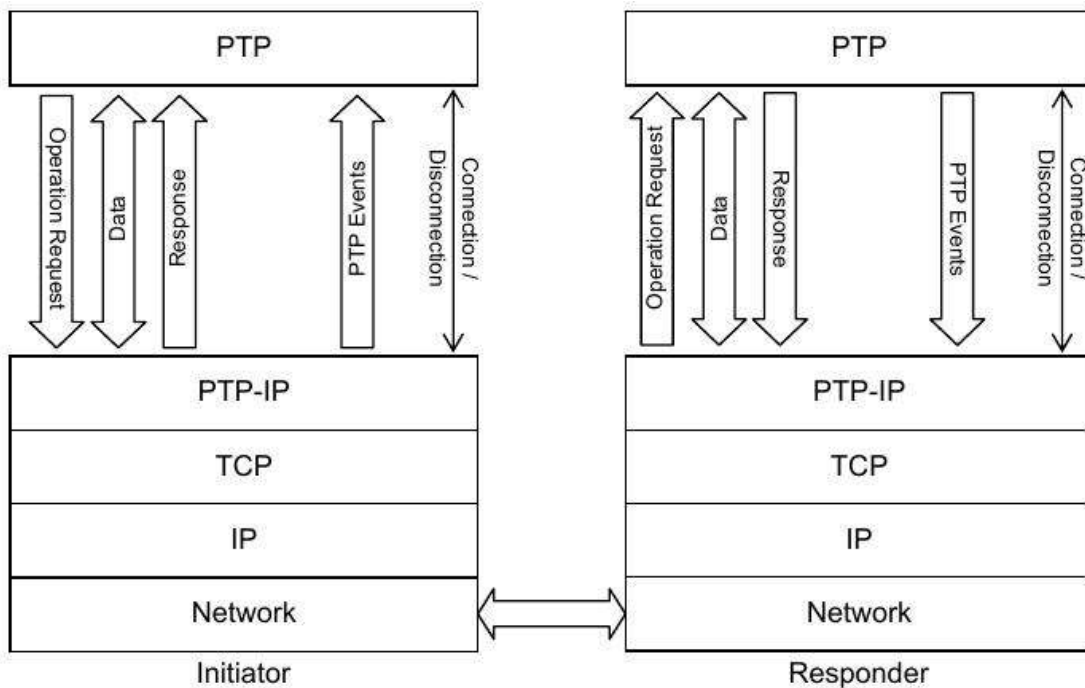 PTP
PTP
Operation Request
Data
Response
PTP Events
Connection /
Disconnection
Operation Request
Data
Response
PTP Events
Connection /
Disconnection
PTP-IP
PTP-IP
TCP
TCP
IP
IP
Network
Network
Initiator
Responder